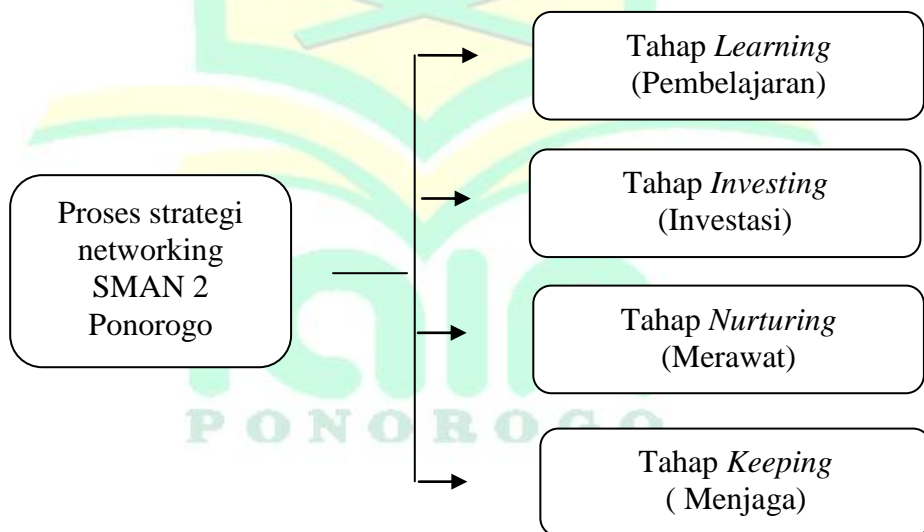 Proses strategi
networking
SMAN 2
Ponorogo
Tahap Learning
(Pembelajaran)
Tahap Investing
(Investasi)
Tahap Nurturing
(Merawat)
Tahap Keeping
( Menjaga)
iain
PONOROGO